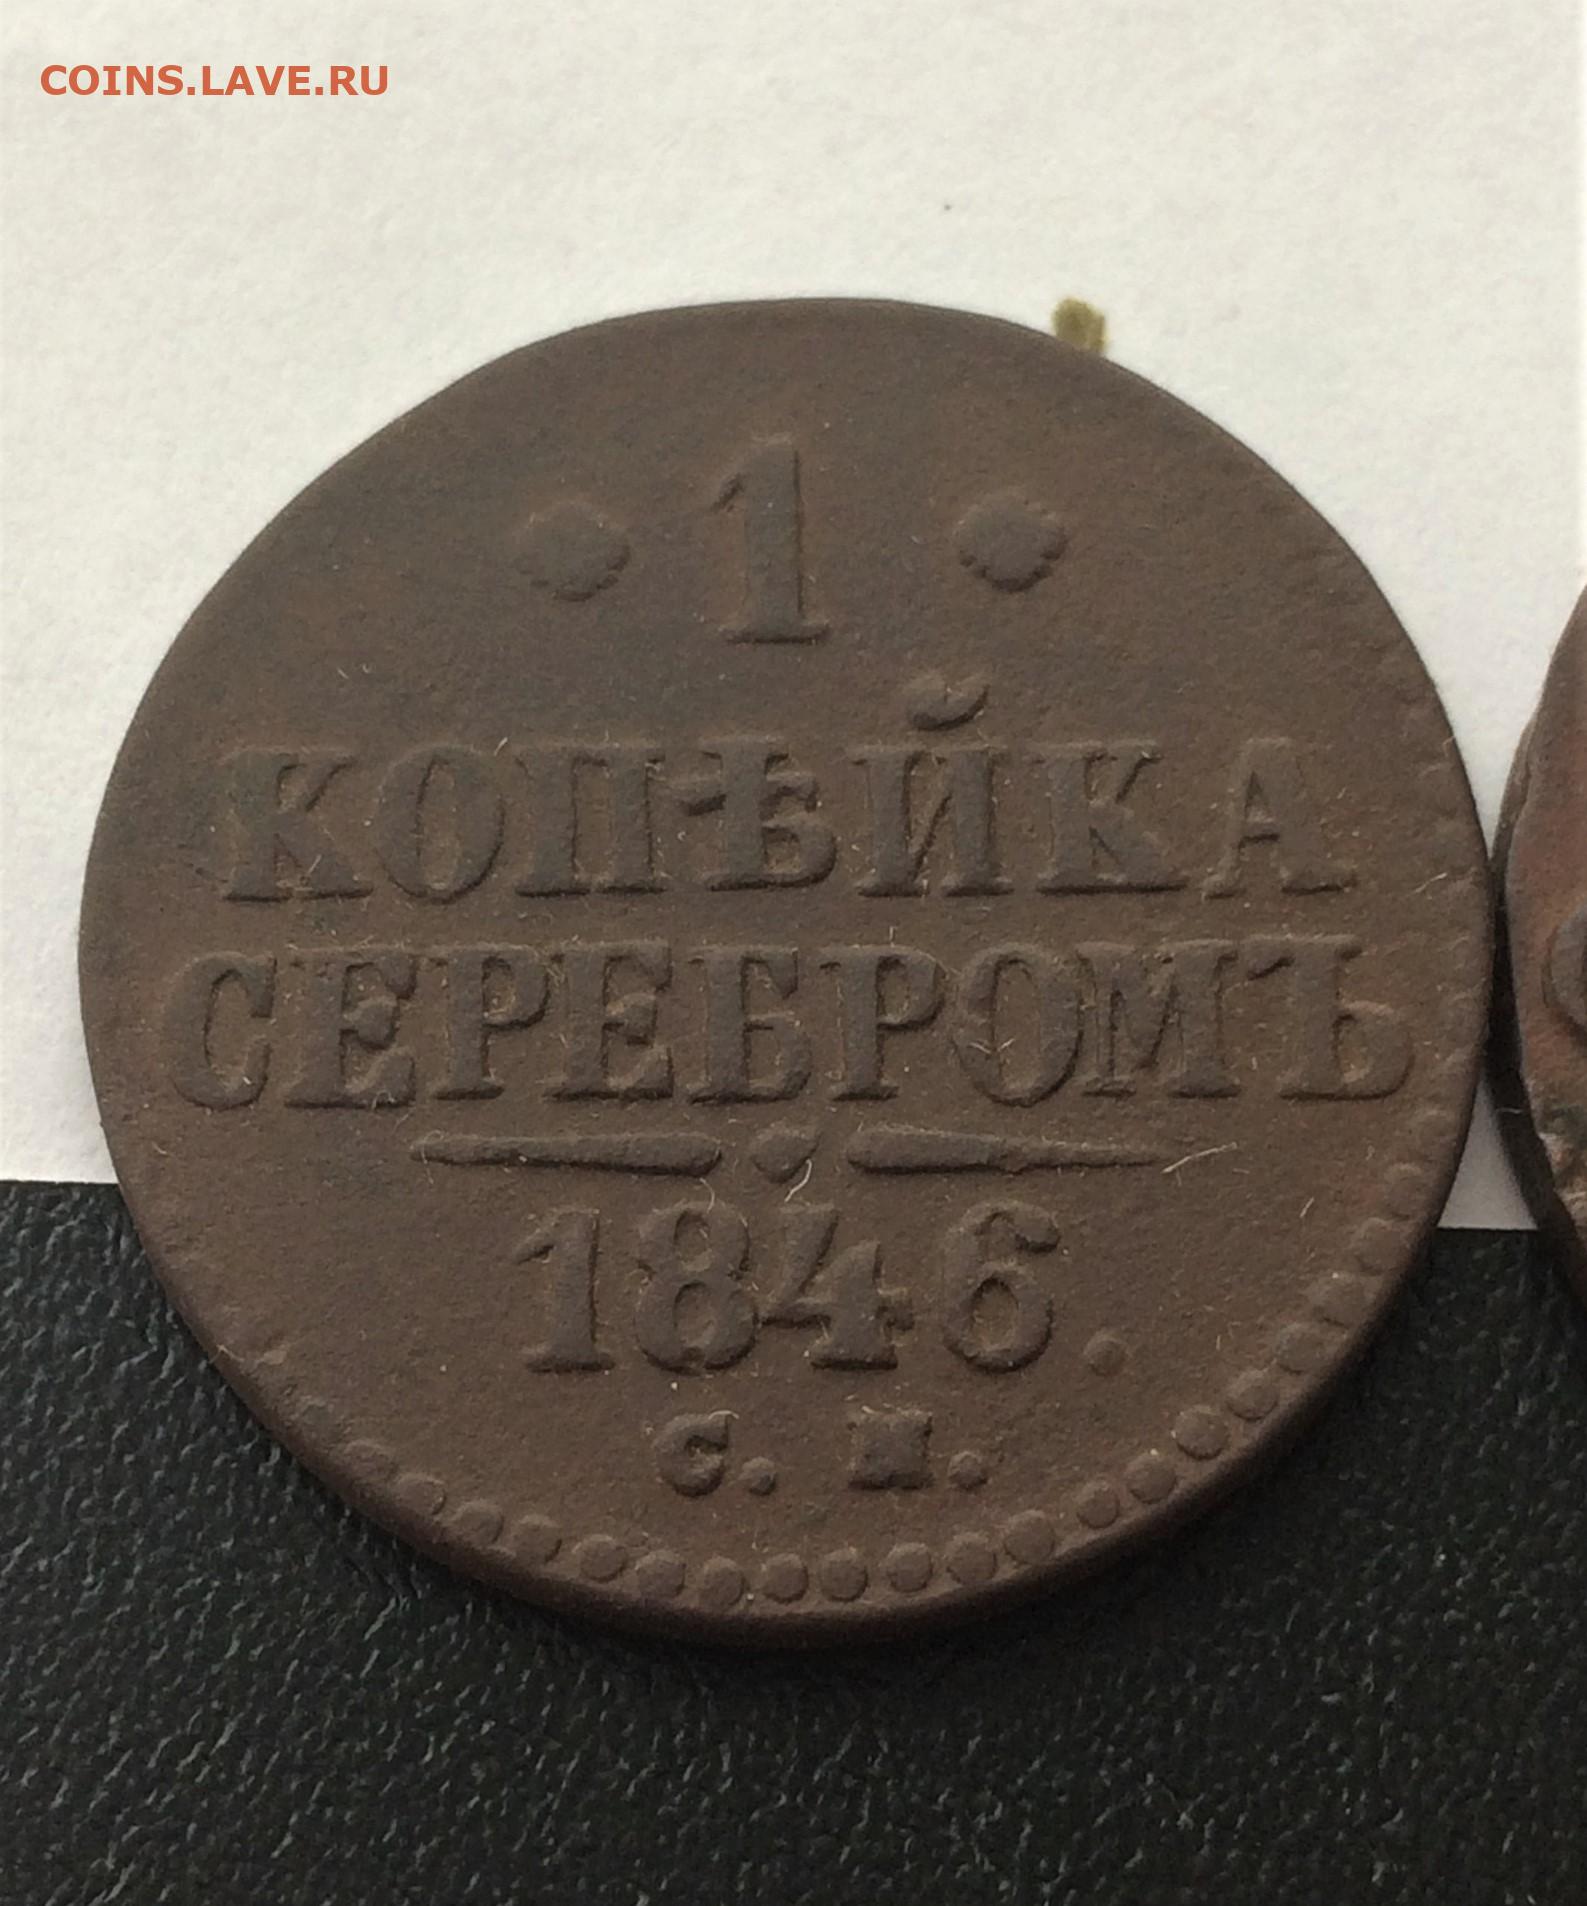 COINS.LAVE.RU
1
КОПѢЙКА
СЕРЕБРОМЪ
1846.
С. М.